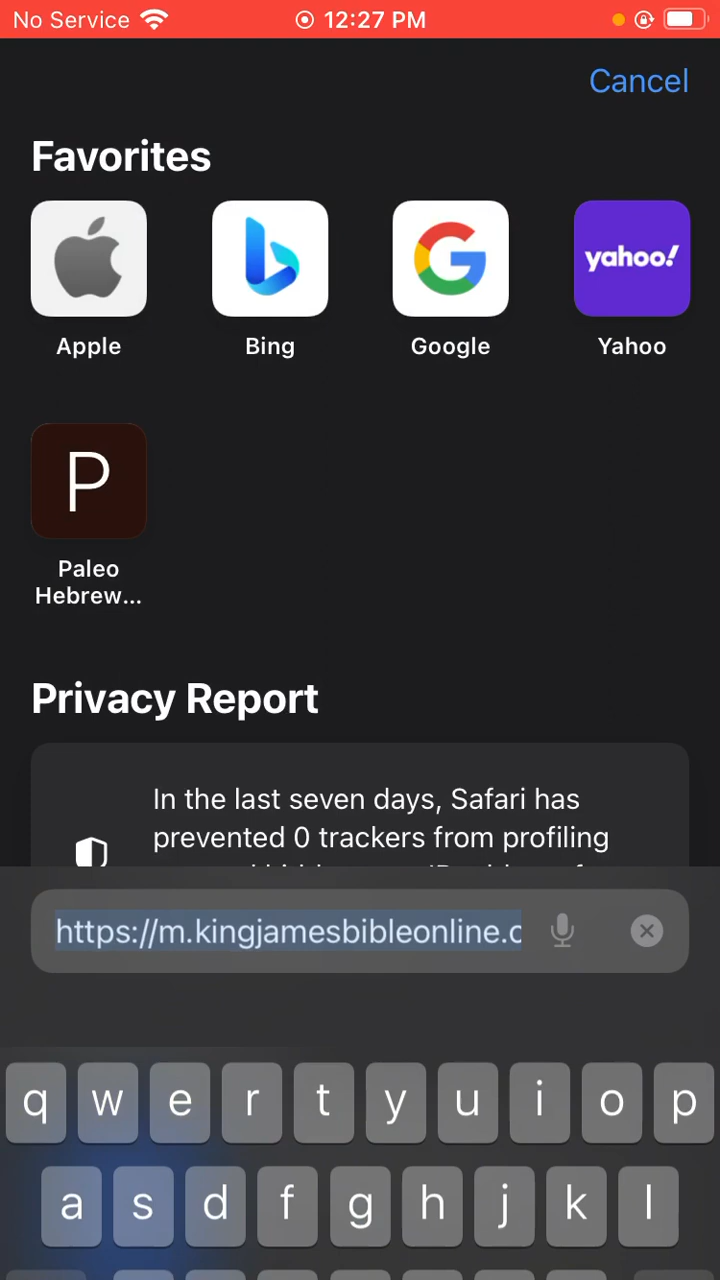 No Service 12:27 PM
Cancel
Favorites
yahoo!
Apple Bing Google Yahoo
P
Paleo
Hebrew...
Privacy Report
In the last seven days, Safari has
prevented 0 trackers from profiling
https://m.kingjamesbibleonline.c
q w e r t y u i o p
a s d f g h j k l